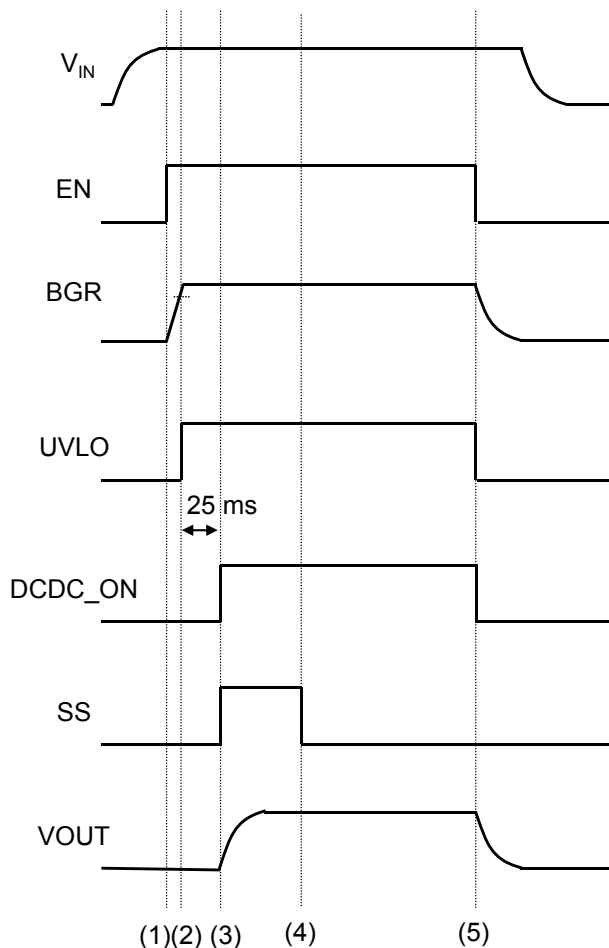 V_IN
EN
BGR
UVLO
25 ms
DCDC_ON
SS
VOUT
(1)(2) (3) (4) (5)